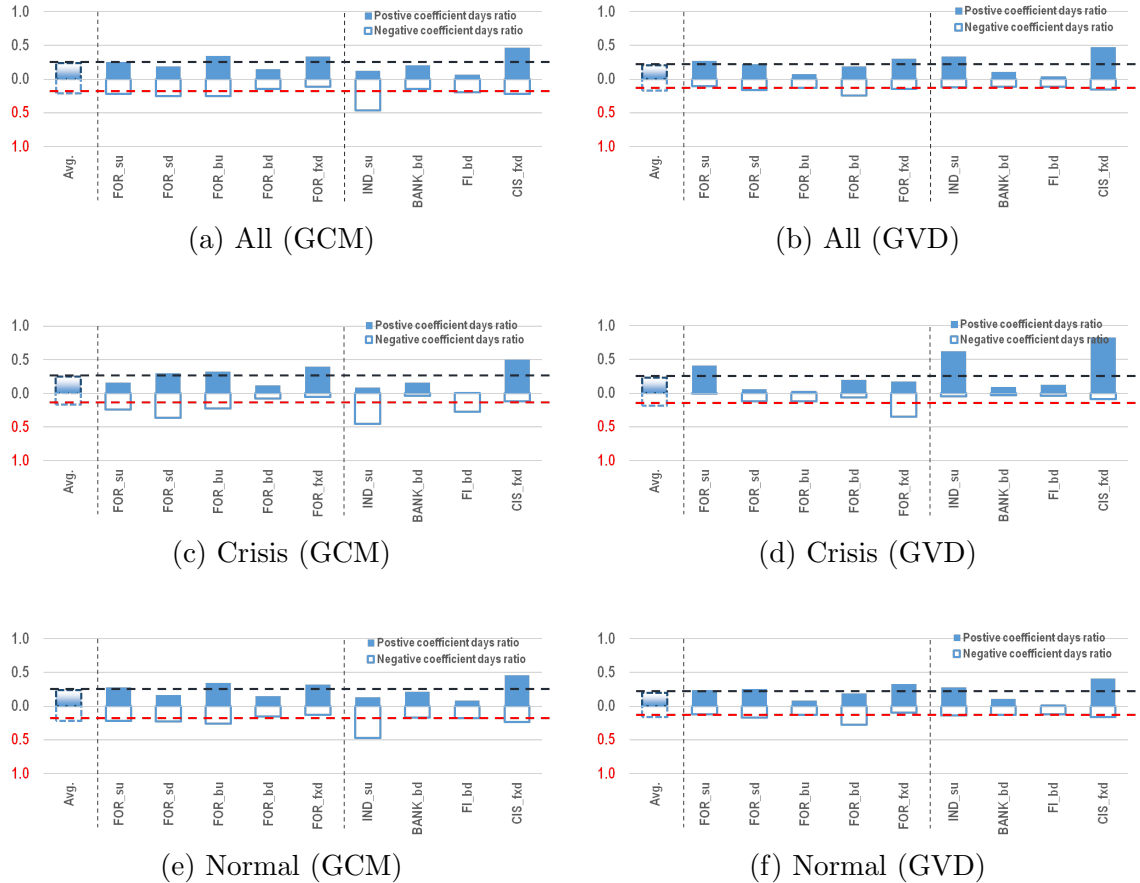 Postive coefficient days ratio
Negative coefficient days ratio
1.0
0.5
0.0
0.5
1.0
Avg.
FOR_su
FOR_sd
FOR_bu
FOR_bd
FOR_fxd
IND_su
BANK_bd
FI_bd
CIS_fxd
(a) All (GCM)
Postive coefficient days ratio
Negative coefficient days ratio
1.0
0.5
0.0
0.5
1.0
Avg.
FOR_su
FOR_sd
FOR_bu
FOR_bd
FOR_fxd
IND_su
BANK_bd
FI_bd
CIS_fxd
(b) All (GVD)
Postive coefficient days ratio
Negative coefficient days ratio
1.0
0.5
0.0
0.5
1.0
Avg.
FOR_su
FOR_sd
FOR_bu
FOR_bd
FOR_fxd
IND_su
BANK_bd
FI_bd
CIS_fxd
(c) Crisis (GCM)
Postive coefficient days ratio
Negative coefficient days ratio
1.0
0.5
0.0
0.5
1.0
Avg.
FOR_su
FOR_sd
FOR_bu
FOR_bd
FOR_fxd
IND_su
BANK_bd
FI_bd
CIS_fxd
(d) Crisis (GVD)
Postive coefficient days ratio
Negative coefficient days ratio
1.0
0.5
0.0
0.5
1.0
Avg.
FOR_su
FOR_sd
FOR_bu
FOR_bd
FOR_fxd
IND_su
BANK_bd
FI_bd
CIS_fxd
(e) Normal (GCM)
Postive coefficient days ratio
Negative coefficient days ratio
1.0
0.5
0.0
0.5
1.0
Avg.
FOR_su
FOR_sd
FOR_bu
FOR_bd
FOR_fxd
IND_su
BANK_bd
FI_bd
CIS_fxd
(f) Normal (GVD)